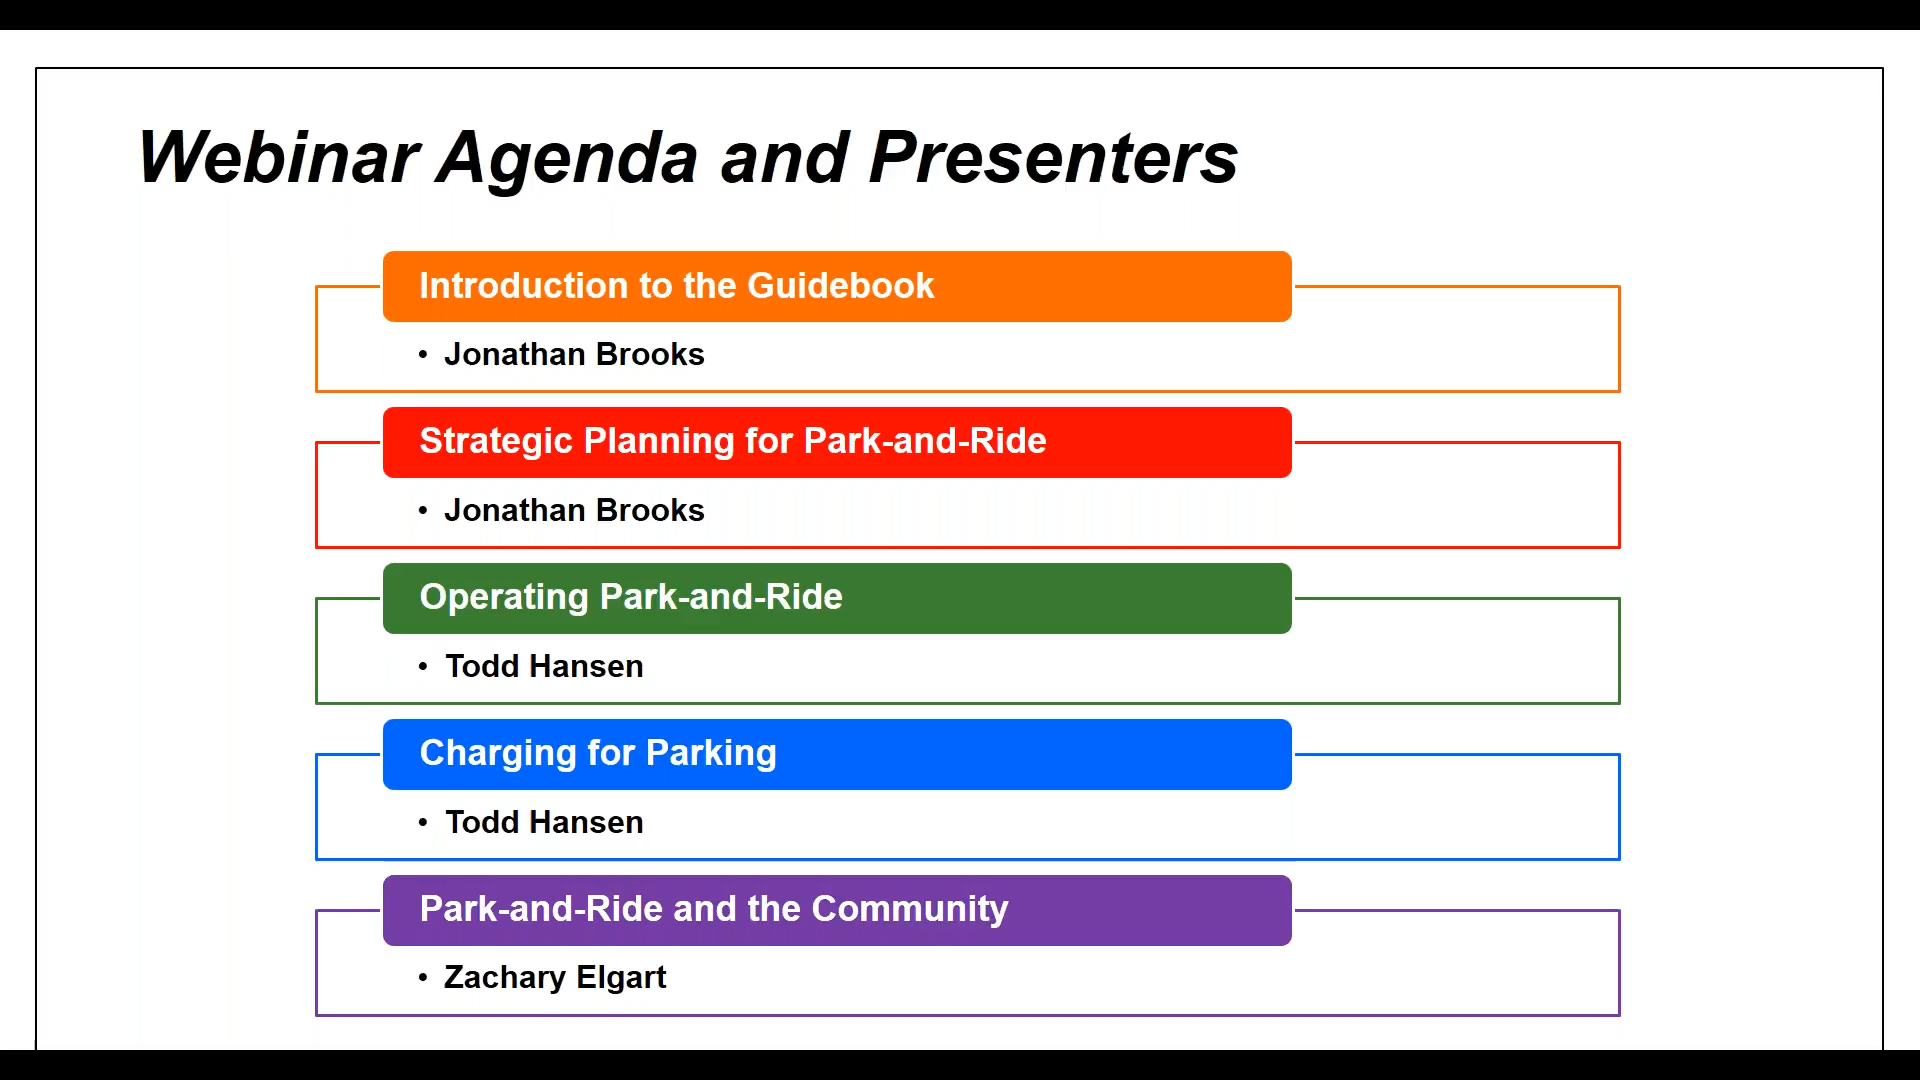 Webinar Agenda and Presenters
Introduction to the Guidebook
• Jonathan Brooks
Strategic Planning for Park-and-Ride
• Jonathan Brooks
Operating Park-and-Ride
• Todd Hansen
Charging for Parking
• Todd Hansen
Park-and-Ride and the Community
• Zachary Elgart